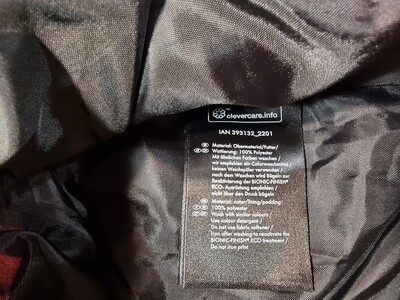 clevercare.info
IAN 393132_2201
Material: Obermaterial/Futter/
Wattierung: 100% Polyester
Mit ähnlichen Farben waschen /
wir empfehlen ein Colorwaschmittel /
keinen Weichspüler verwenden /
nach dem Waschen wird Bügeln zur
Reaktivierung der BIONIC-FINISH®
ECO-Ausrüstung empfohlen /
nicht über den Druck bügeln
Material: outer/lining/padding
100% polyester
Wash with similar colours /
Use colour detergent /
Do not use fabric softener /
Iron after washing to reactivate the
BIONIC-FINISH® ECO treatment /
Do not iron print